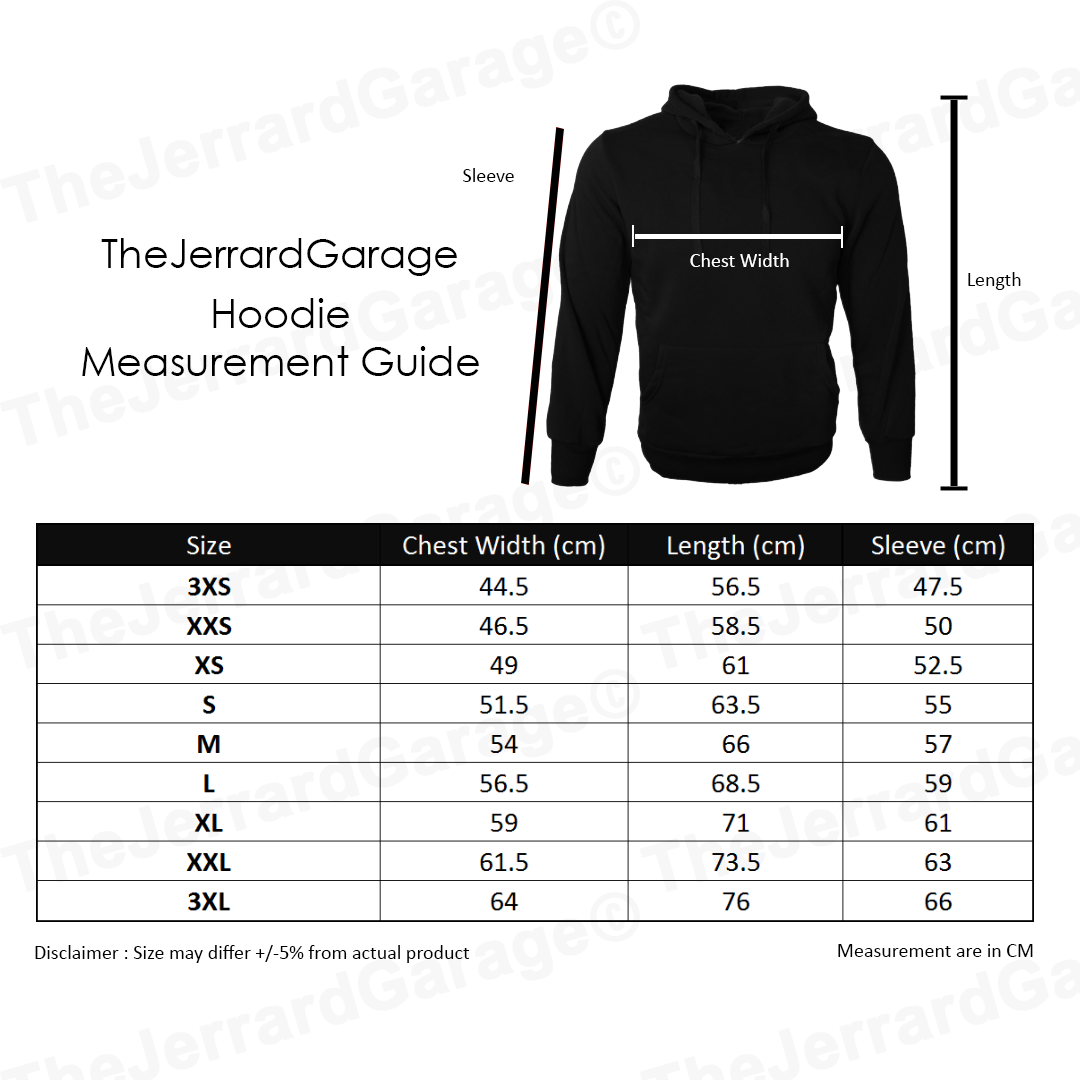 TheJerrardGarage©
Sleeve
TheJerrardGarage
Hoodie
Measurement Guide
Chest Width
Length
Size Chest Width (cm) Length (cm) Sleeve (cm)
3XS 44.5 56.5 47.5
XXS 46.5 58.5 50
XS 49 61 52.5
S 51.5 63.5 55
M 54 66 57
L 56.5 68.5 59
XL 59 71 61
XXL 61.5 73.5 63
3XL 64 76 66
Disclaimer : Size may differ +/-5% from actual product
Measurement are in CM